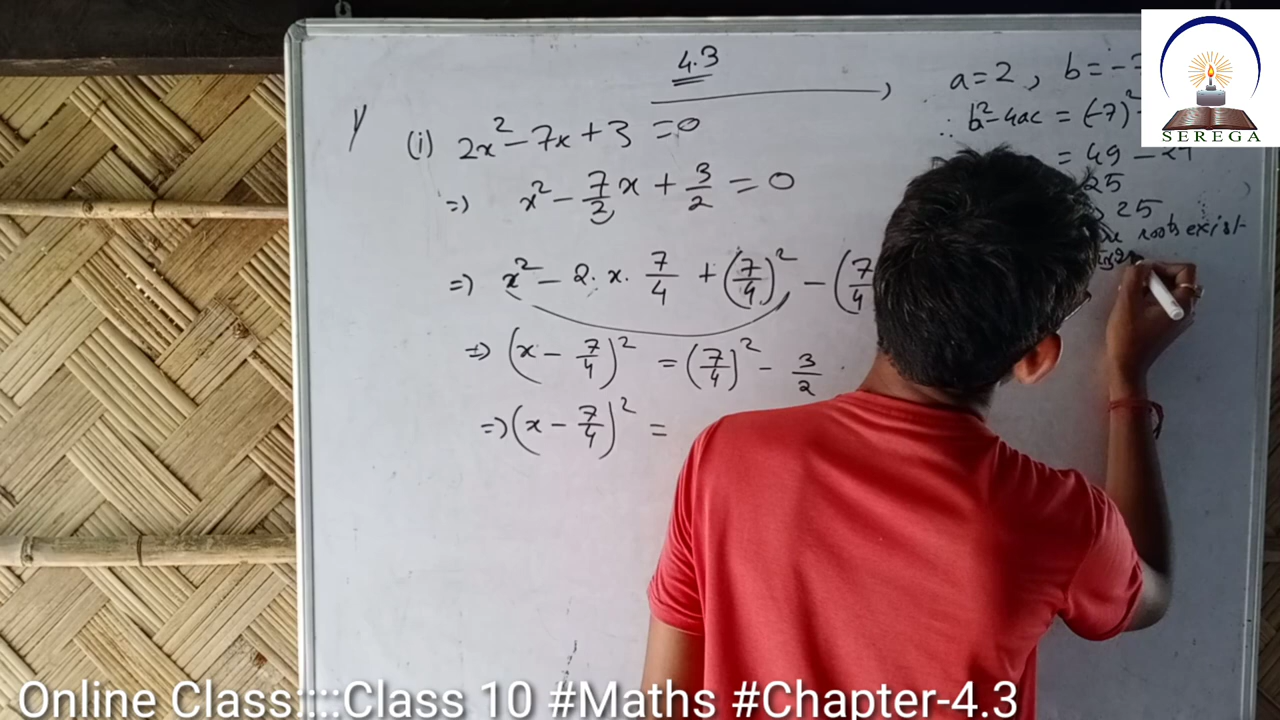 4.3
(i) 2x² - 7x + 3 = 0
=> x² - 7/2 x + 3/2 = 0
=> x² - 2. x. 7/4 + (7/4)² - (7/4
=> (x - 7/4)² = (7/4)² - 3/2
=> (x - 7/4)² =
, a = 2, b = -7
∴ b² - 4ac = (-7)²
= 49 - 24
25
> 25
roots exist
SEREGA
Online Class::::Class 10 #Maths #Chapter-4.3